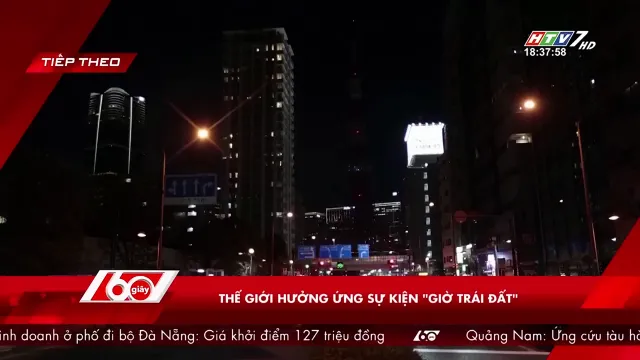 TIẾP THEO
HTV7 HD
18:37:58
60 giây
THẾ GIỚI HƯỞNG ỨNG SỰ KIỆN "GIỜ TRÁI ĐẤT"
inh doanh ở phố đi bộ Đà Nẵng: Giá khởi điểm 127 triệu đồng 60 Quảng Nam: Ứng cứu tàu h